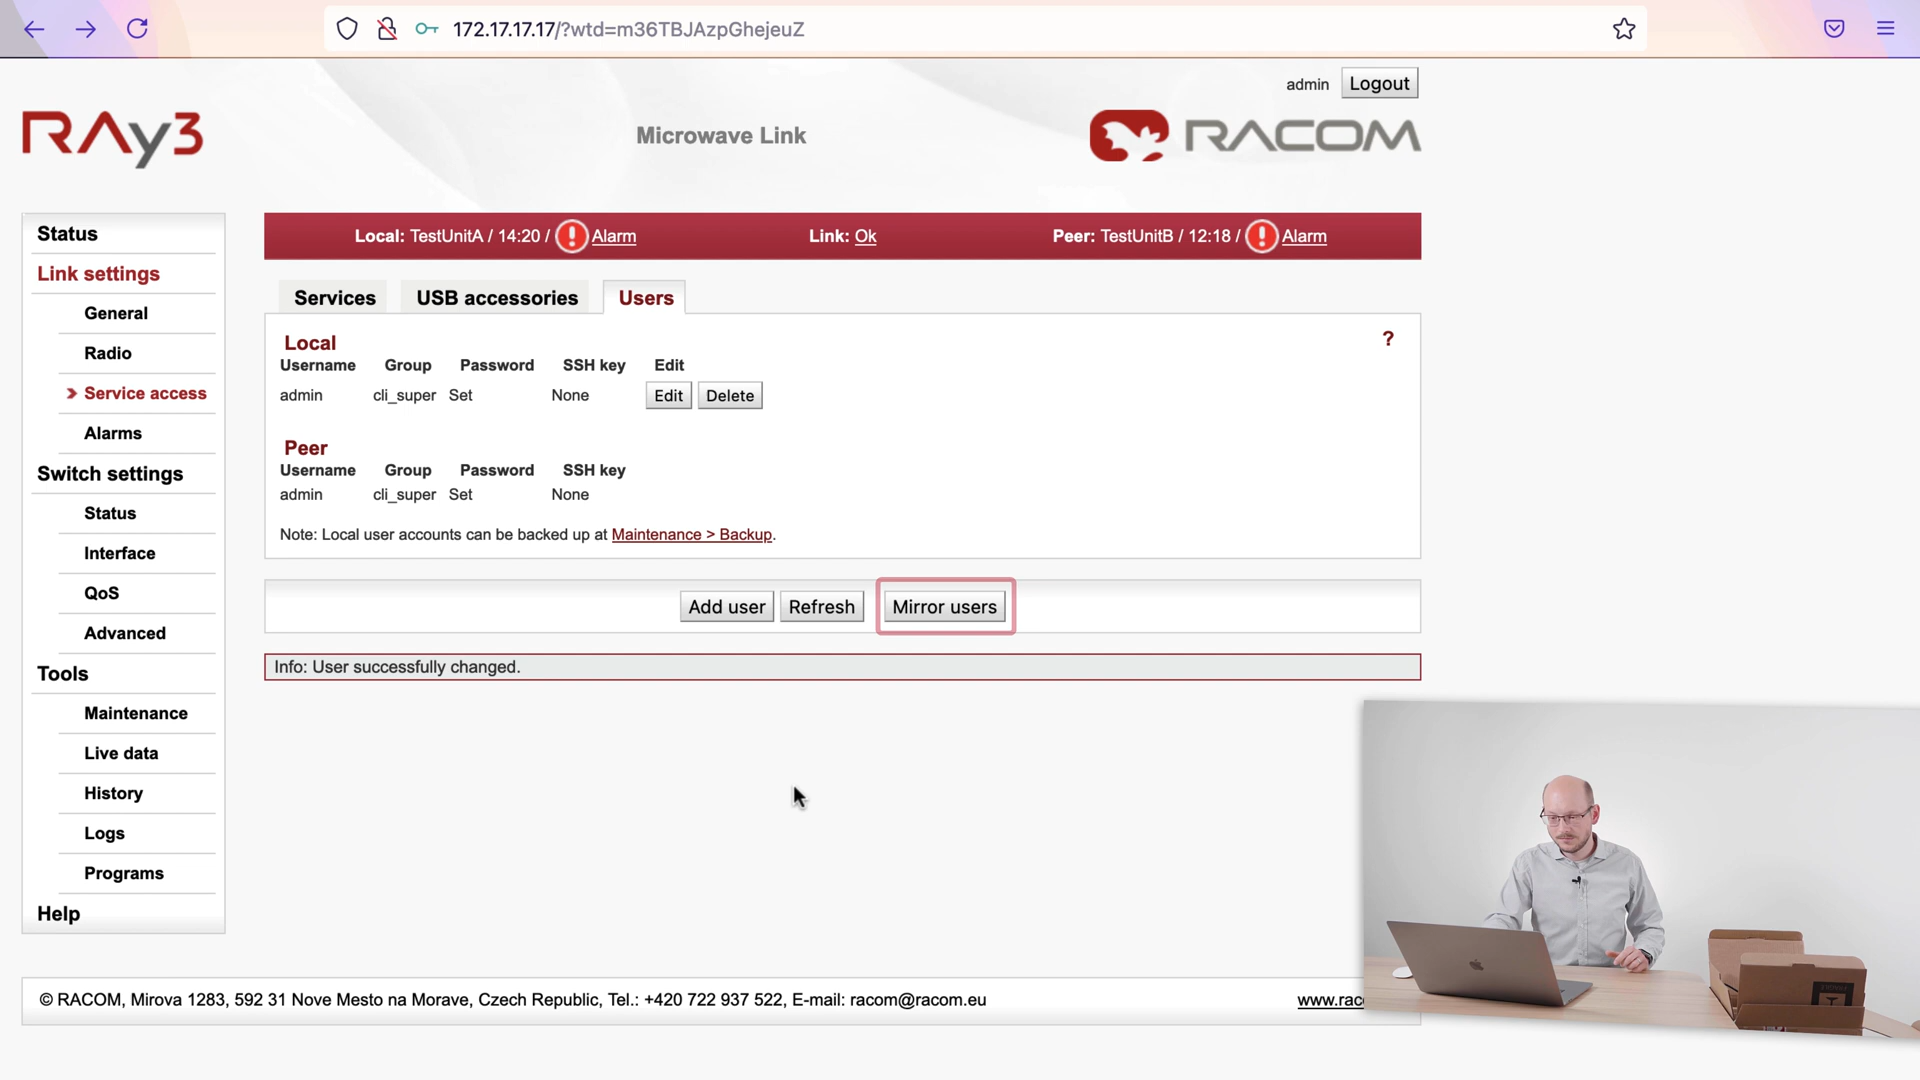 172.17.17.17/?wtd=m36TBJAzpGhejeuZ
admin Logout
RAy3
Microwave Link
RACOM
Status
Link settings
General
Radio
Service access
Alarms
Switch settings
Status
Interface
QoS
Advanced
Tools
Maintenance
Live data
History
Logs
Programs
Help
Local: TestUnitA / 14:20 / ! Alarm Link: Ok Peer: TestUnitB / 12:18 / ! Alarm
Services USB accessories Users
?
Local
Username Group Password SSH key Edit
admin cli_super Set None Edit Delete
Peer
Username Group Password SSH key
admin cli_super Set None
Note: Local user accounts can be backed up at Maintenance > Backup.
Add user Refresh Mirror users
Info: User successfully changed.
© RACOM, Mirova 1283, 592 31 Nove Mesto na Morave, Czech Republic, Tel.: +420 722 937 522, E-mail: racom@racom.eu www.rac